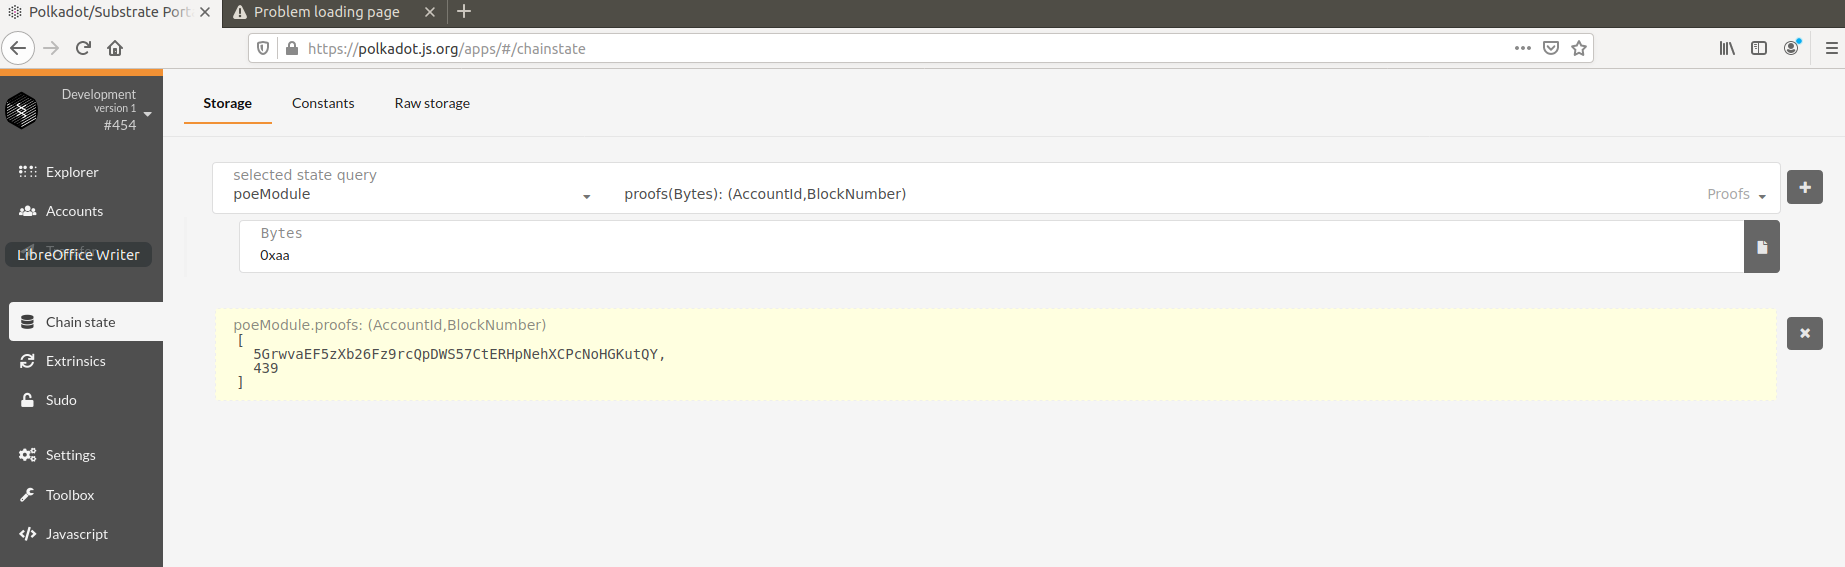 Polkadot/Substrate Port
Problem loading page
https://polkadot.js.org/apps/#/chainstate
Development
version 1
#454
Storage
Constants
Raw storage
Explorer
Accounts
Transfer
LibreOffice Writer
Chain state
Extrinsics
Sudo
Settings
Toolbox
Javascript
selected state query
poeModule
proofs(Bytes): (AccountId,BlockNumber)
Proofs
Bytes
0xaa
poeModule.proofs: (AccountId,BlockNumber)
[
5GrwvaEF5zXb26Fz9rcQpDWS57CtERHpNehXCPcNoHGKutQY,
439
]